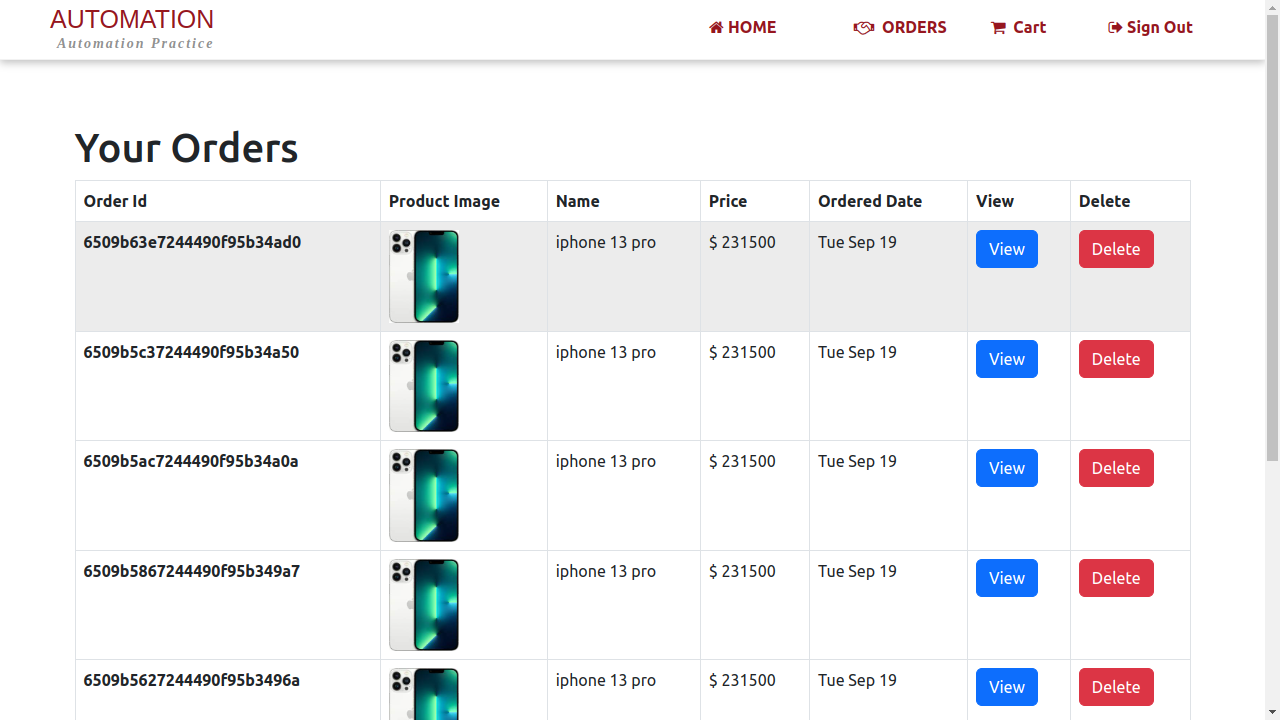 AUTOMATION
Automation Practice
HOME
ORDERS
Cart
Sign Out
Your Orders
Order Id Product Image Name Price Ordered Date View Delete
6509b63e7244490f95b34ad0 iphone 13 pro $ 231500 Tue Sep 19 View Delete
6509b5c37244490f95b34a50 iphone 13 pro $ 231500 Tue Sep 19 View Delete
6509b5ac7244490f95b34a0a iphone 13 pro $ 231500 Tue Sep 19 View Delete
6509b5867244490f95b349a7 iphone 13 pro $ 231500 Tue Sep 19 View Delete
6509b5627244490f95b3496a iphone 13 pro $ 231500 Tue Sep 19 View Delete